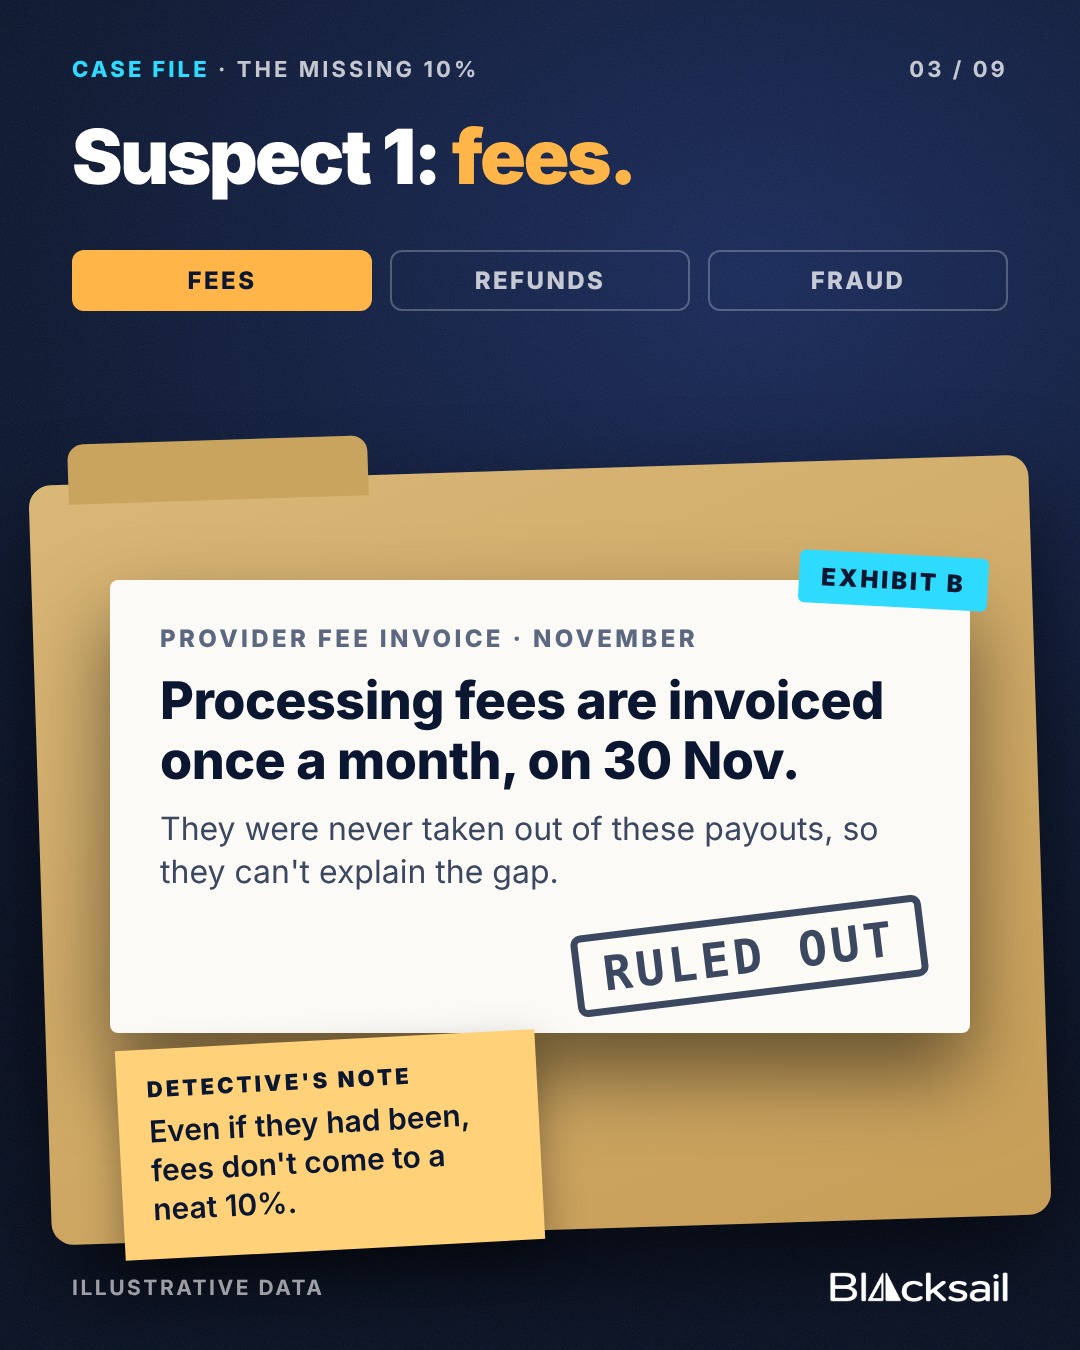 CASE FILE · THE MISSING 10%
03 / 09
Suspect 1: fees.
FEES
REFUNDS
FRAUD
EXHIBIT B
PROVIDER FEE INVOICE · NOVEMBER
Processing fees are invoiced
once a month, on 30 Nov.
They were never taken out of these payouts, so
they can't explain the gap.
RULED OUT
DETECTIVE'S NOTE
Even if they had been,
fees don't come to a
neat 10%.
ILLUSTRATIVE DATA
Blacksail